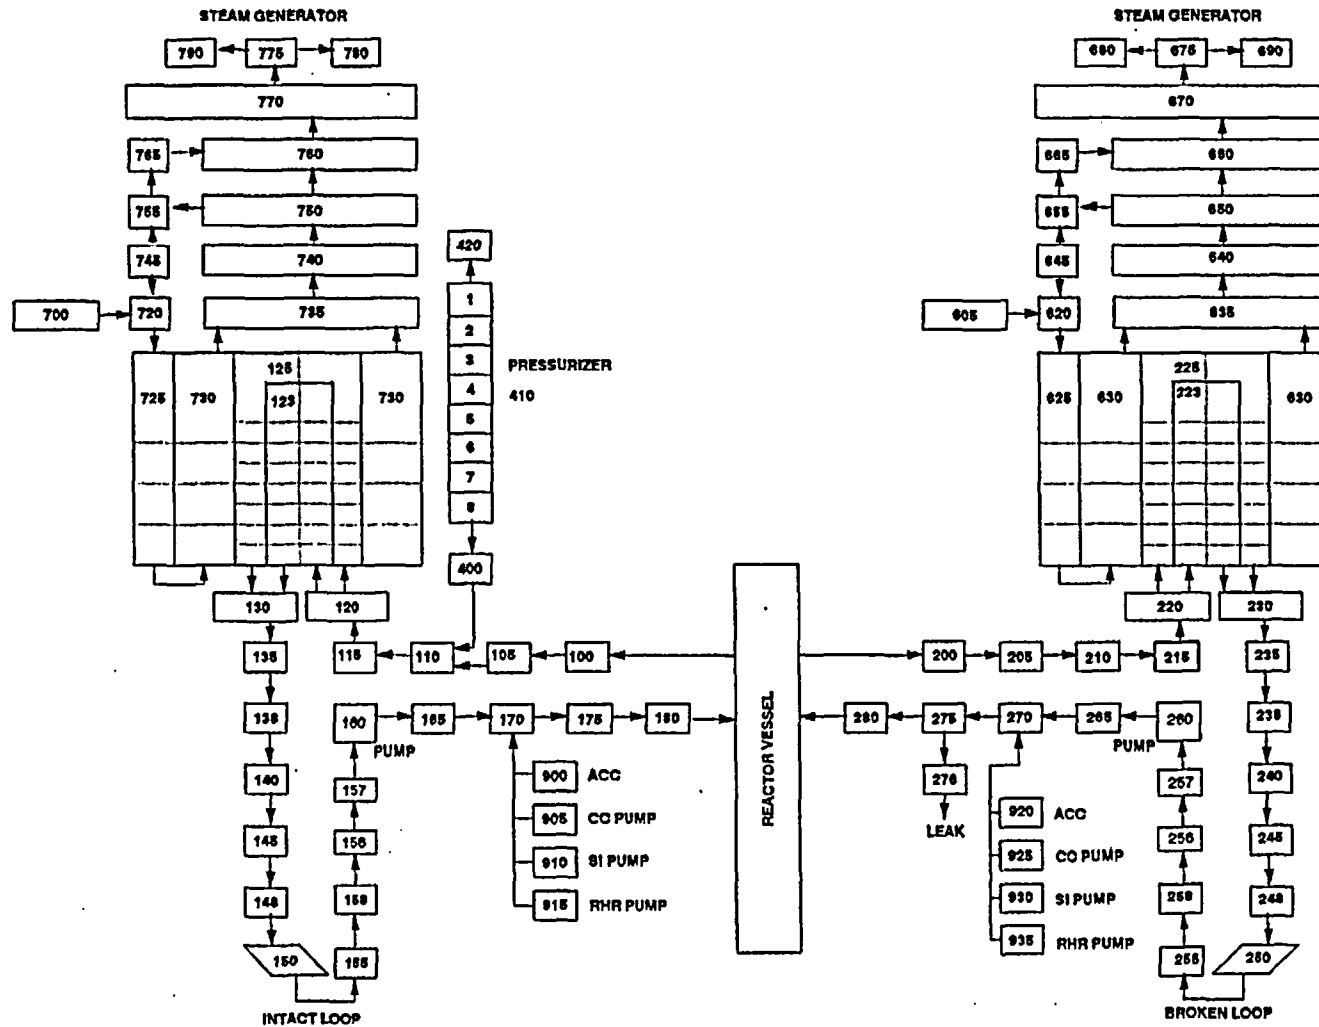 STEAM GENERATOR STEAM GENERATOR
790 775 780 680 675 690
770 670
765 760 665 660
755 750 655 650
420
745 740 645 640
1
700 720 735 605 620 635
2
3 PRESSURIZER
125 225
725 730 123 730 4 410 625 630 223 630
5
6
7
8
400
130 120 220 230
135 115 110 105 100 200 205 210 215 235
138 160 165 170 175 180 280 275 270 265 260 238
PUMP PUMP
140 157 900 ACC 276 257 240
920 ACC
905 CC PUMP LEAK
145 156 256 245
925 CC PUMP
910 SI PUMP
148 158 930 SI PUMP 258 248
915 RHR PUMP
935 RHR PUMP
150 155 255 250
REACTOR VESSEL
INTACT LOOP BROKEN LOOP